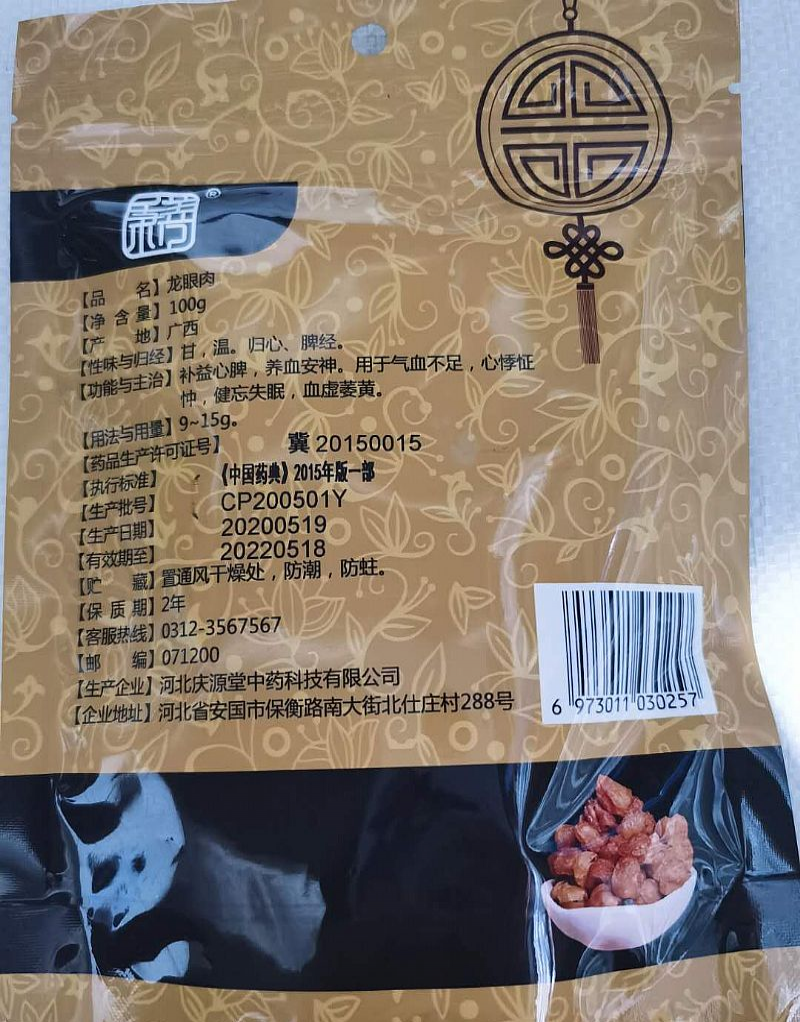 ®
【品　　名】龙眼肉
【净 含 量】100g
【产　　地】广西
【性味与归经】甘，温。归心、脾经。
【功能与主治】补益心脾，养血安神。用于气血不足，心悸怔
忡，健忘失眠，血虚萎黄。
【用法与用量】9~15g。
【药品生产许可证号】 冀 20150015
【执行标准】 《中国药典》2015年版一部
【生产批号】 CP200501Y
【生产日期】 20200519
【有效期至】 20220518
【贮　　藏】置通风干燥处，防潮，防蛀。
【保 质 期】2年
【客服热线】0312-3567567
【邮　　编】071200
【生产企业】河北庆源堂中药科技有限公司
【企业地址】河北省安国市保衡路南大街北仕庄村288号
6 973011 030257